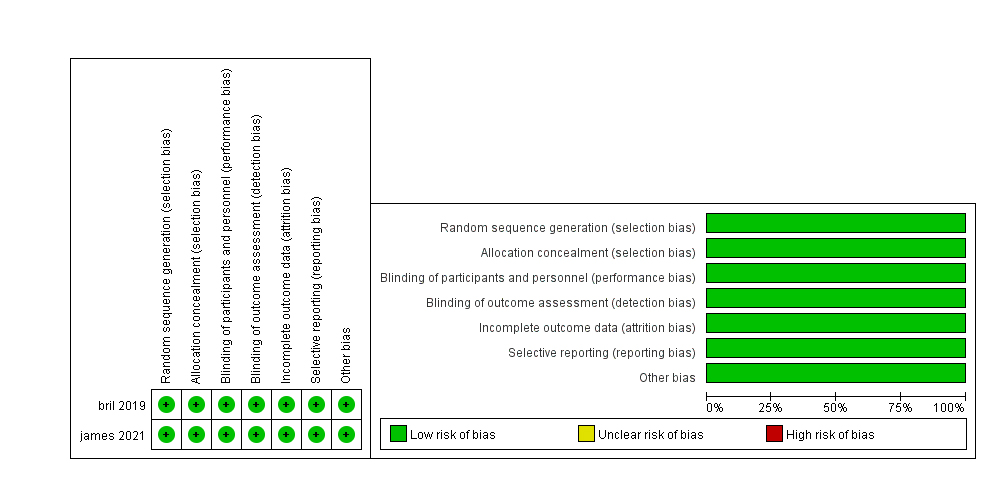 Random sequence generation (selection bias)
Allocation concealment (selection bias)
Blinding of participants and personnel (performance bias)
Blinding of outcome assessment (detection bias)
Incomplete outcome data (attrition bias)
Selective reporting (reporting bias)
Other bias
bril 2019 + + + + + + +
james 2021 + + + + + + +
Random sequence generation (selection bias)
Allocation concealment (selection bias)
Blinding of participants and personnel (performance bias)
Blinding of outcome assessment (detection bias)
Incomplete outcome data (attrition bias)
Selective reporting (reporting bias)
Other bias
0% 25% 50% 75% 100%
Low risk of bias Unclear risk of bias High risk of bias